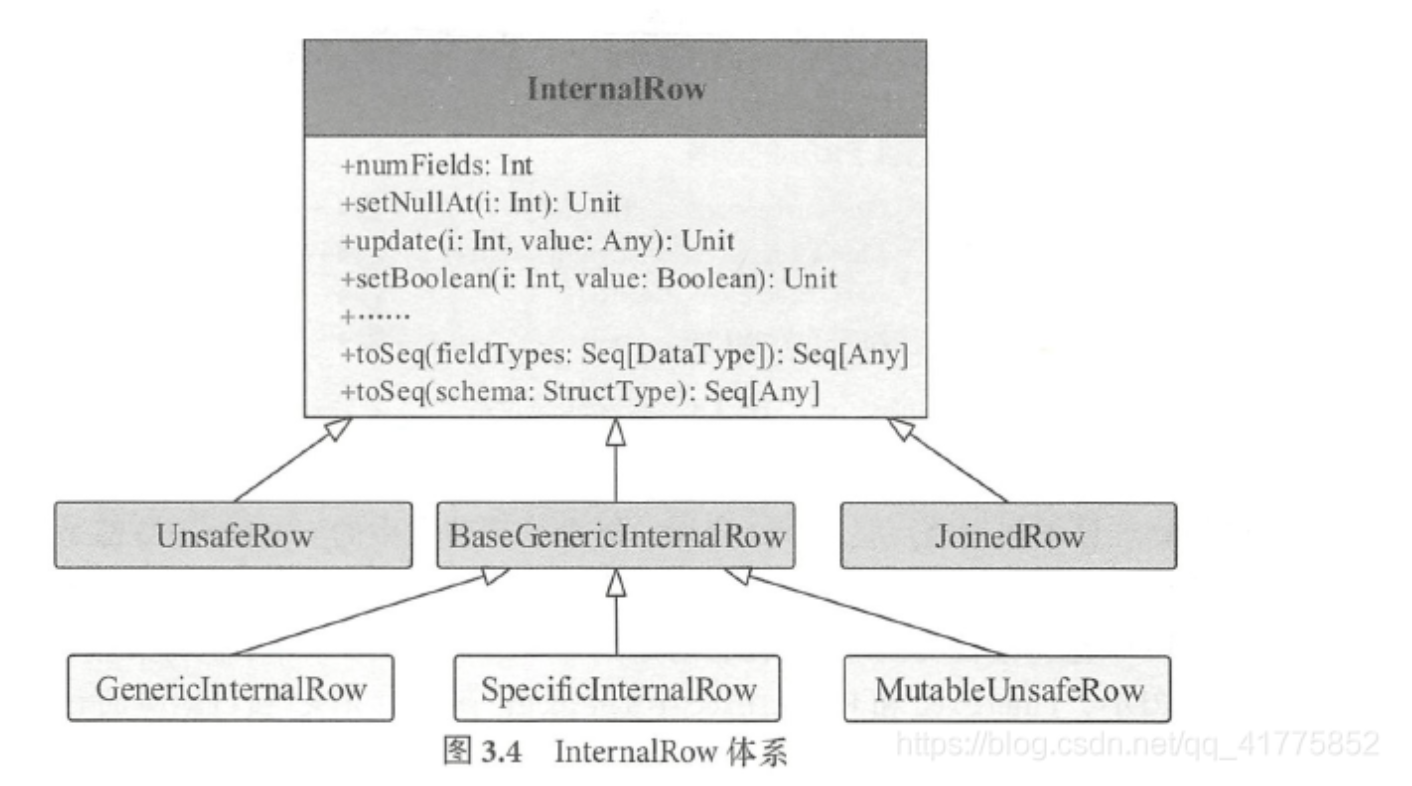 InternalRow
+numFields: Int
+setNullAt(i: Int): Unit
+update(i: Int, value: Any): Unit
+setBoolean(i: Int, value: Boolean): Unit
+······
+toSeq(fieldTypes: Seq[DataType]): Seq[Any]
+toSeq(schema: StructType): Seq[Any]
UnsafeRow
BaseGenericInternalRow
JoinedRow
GenericInternalRow
SpecificInternalRow
MutableUnsafeRow
图 3.4 InternalRow 体系
https://blog.csdn.net/qq_41775852